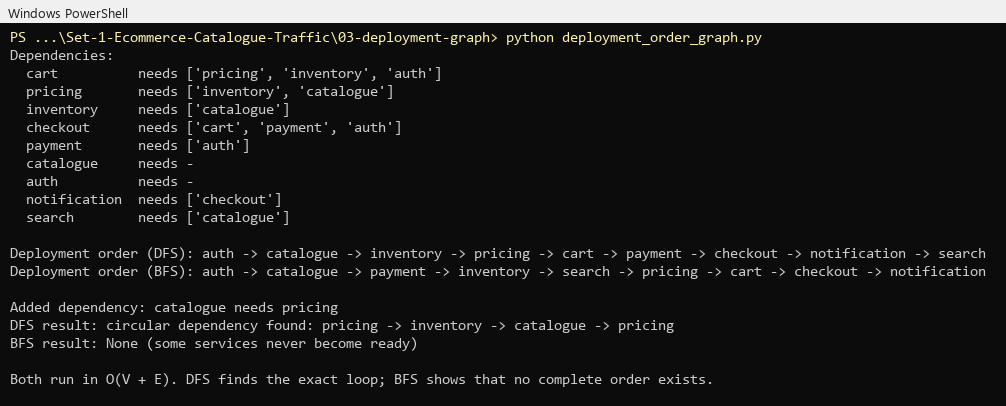 Windows PowerShell
PS ...\Set-1-Ecommerce-Catalogue-Traffic\03-deployment-graph> python deployment_order_graph.py
Dependencies:
  cart          needs ['pricing', 'inventory', 'auth']
  pricing       needs ['inventory', 'catalogue']
  inventory     needs ['catalogue']
  checkout      needs ['cart', 'payment', 'auth']
  payment       needs ['auth']
  catalogue     needs -
  auth          needs -
  notification  needs ['checkout']
  search        needs ['catalogue']

Deployment order (DFS): auth -> catalogue -> inventory -> pricing -> cart -> payment -> checkout -> notification -> search
Deployment order (BFS): auth -> catalogue -> payment -> inventory -> search -> pricing -> cart -> checkout -> notification

Added dependency: catalogue needs pricing
DFS result: circular dependency found: pricing -> inventory -> catalogue -> pricing
BFS result: None (some services never become ready)

Both run in O(V + E). DFS finds the exact loop; BFS shows that no complete order exists.